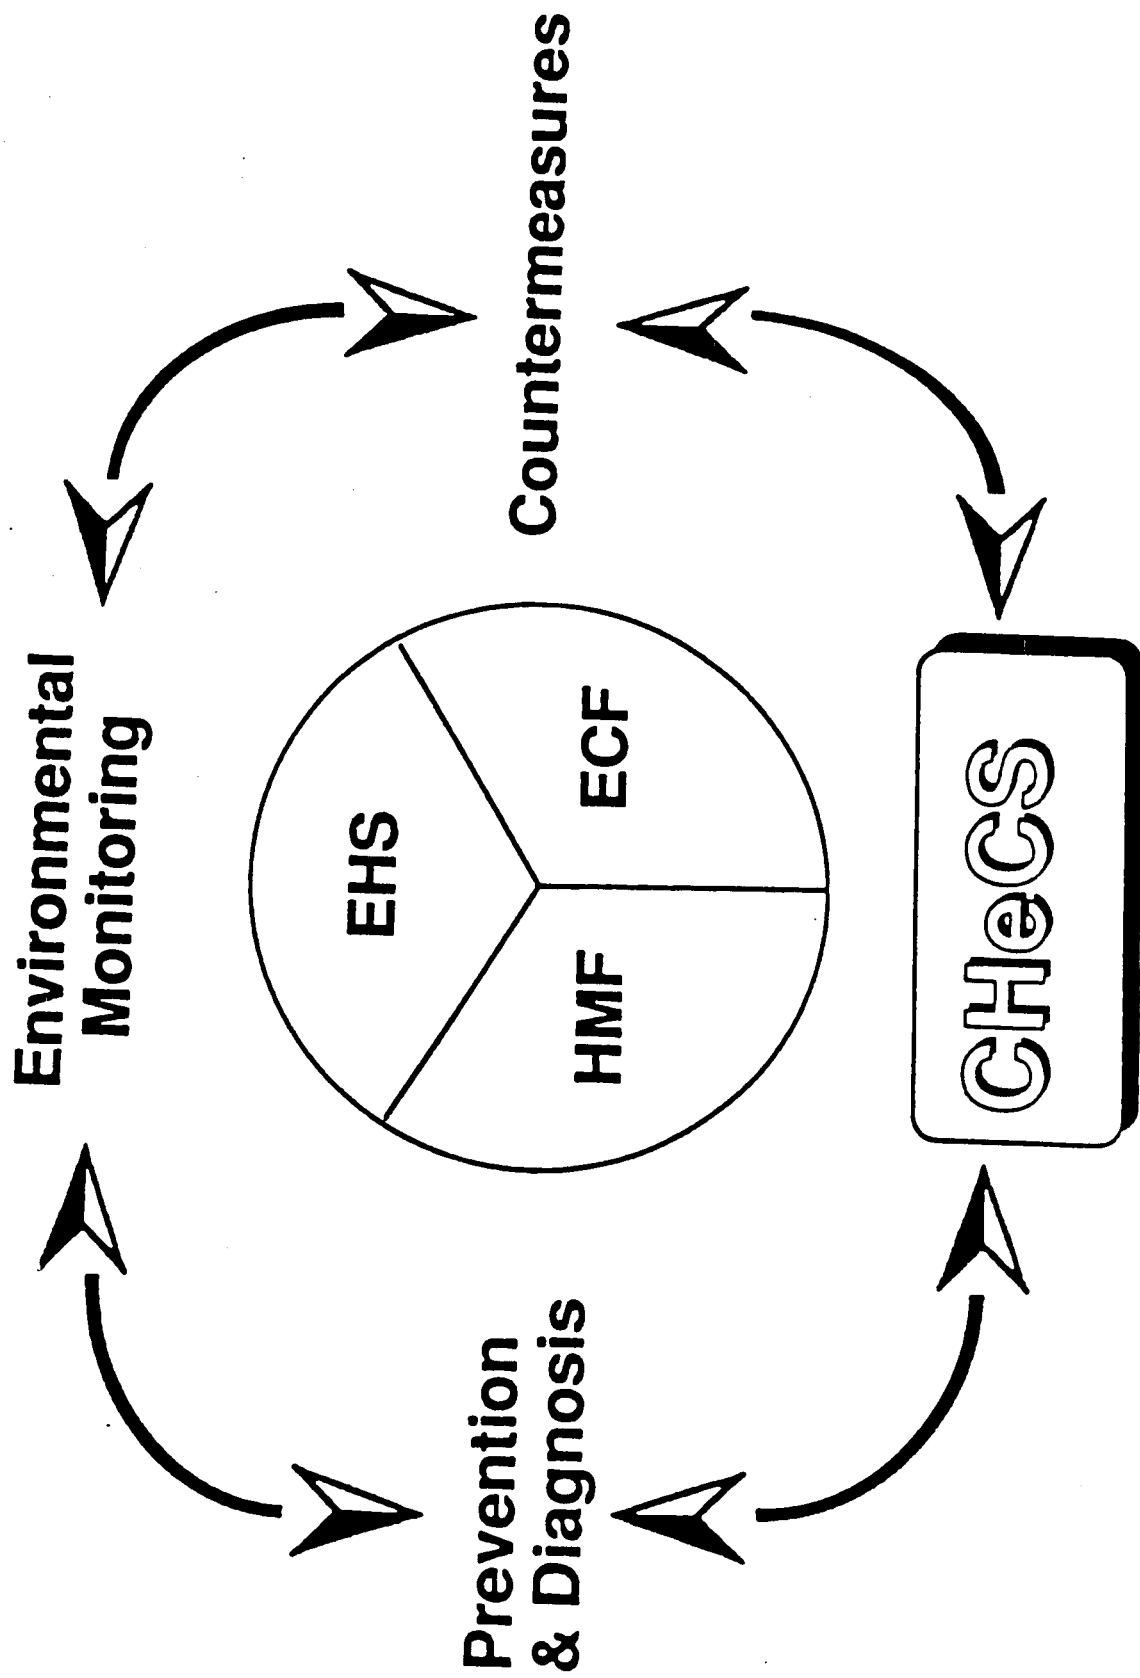 Environmental
Monitoring
EHS
HMF
ECF
Prevention
& Diagnosis
Countermeasures
CHeCS